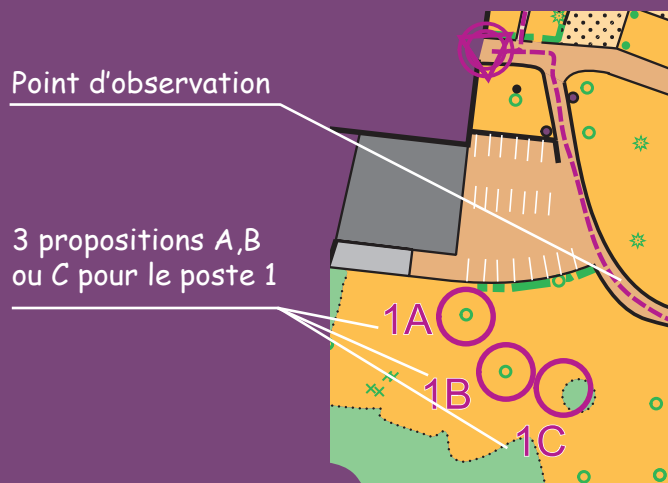 Point d'observation
3 propositions A,B
ou C pour le poste 1
1A
1B
1C